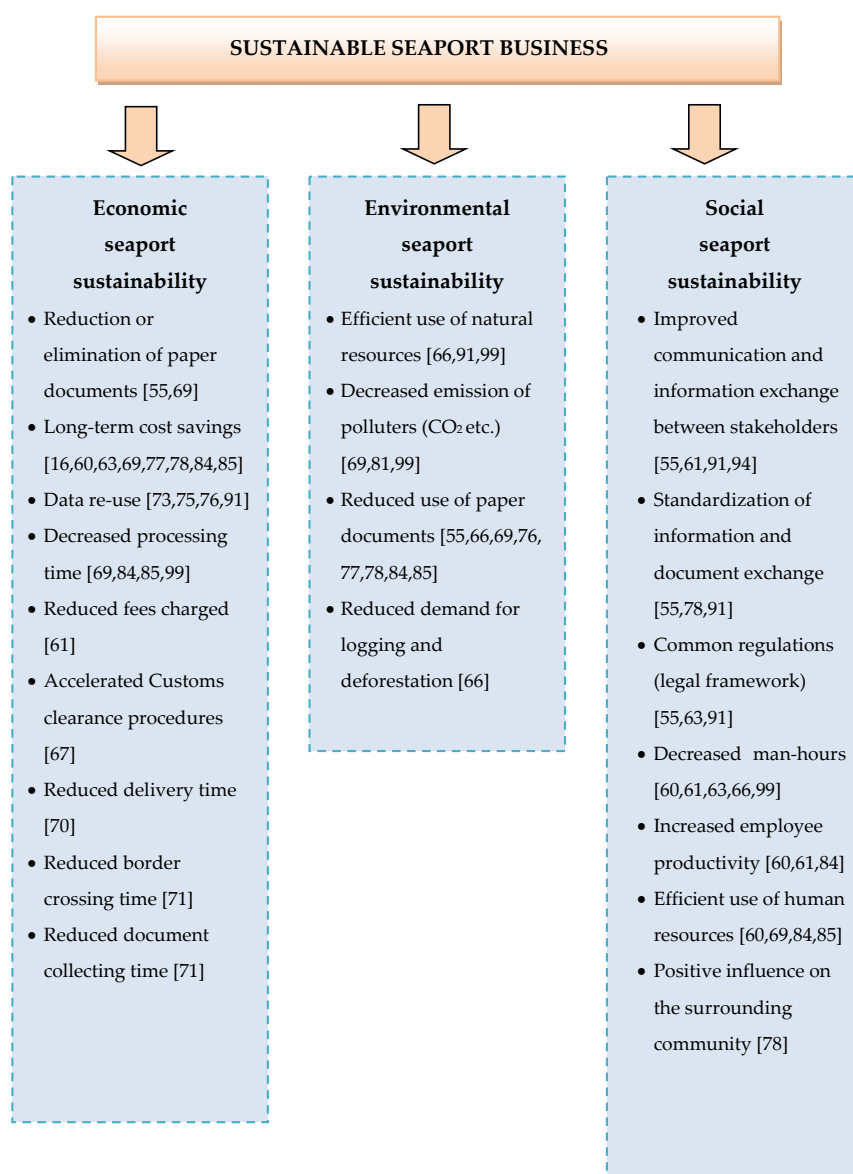 SUSTAINABLE SEAPORT BUSINESS
Economic
seaport
sustainability
• Reduction or
elimination of paper
documents [55,69]
• Long-term cost savings
[16,60,63,69,77,78,84,85]
• Data re-use [73,75,76,91]
• Decreased processing
time [69,84,85,99]
• Reduced fees charged
[61]
• Accelerated Customs
clearance procedures
[67]
• Reduced delivery time
[70]
• Reduced border
crossing time [71]
• Reduced document
collecting time [71]
Environmental
seaport
sustainability
• Efficient use of natural
resources [66,91,99]
• Decreased emission of
polluters (CO₂ etc.)
[69,81,99]
• Reduced use of paper
documents [55,66,69,76,
77,78,84,85]
• Reduced demand for
logging and
deforestation [66]
Social
seaport
sustainability
• Improved
communication and
information exchange
between stakeholders
[55,61,91,94]
• Standardization of
information and
document exchange
[55,78,91]
• Common regulations
(legal framework)
[55,63,91]
• Decreased man-hours
[60,61,63,66,99]
• Increased employee
productivity [60,61,84]
• Efficient use of human
resources [60,69,84,85]
• Positive influence on
the surrounding
community [78]